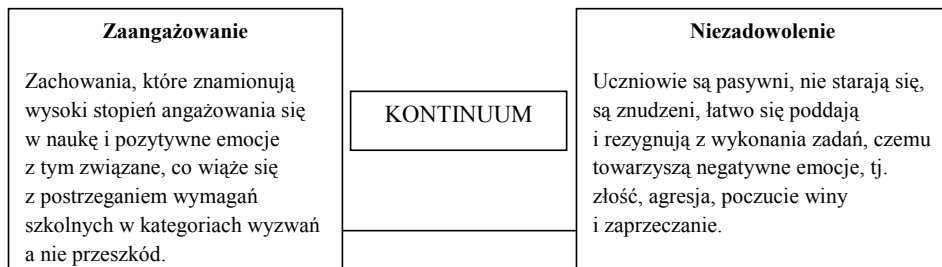 Zaangażowanie
Zachowania, które znamionują
wysoki stopień angażowania się
w naukę i pozytywne emocje
z tym związane, co wiąże się
z postrzeganiem wymagań
szkolnych w kategoriach wyzwań
a nie przeszkód.
KONTINUUM
Niezadowolenie
Uczniowie są pasywni, nie starają się,
są znudzeni, łatwo się poddają
i rezygnują z wykonania zadań, czemu
towarzyszą negatywne emocje, tj.
złość, agresja, poczucie winy
i zaprzeczanie.